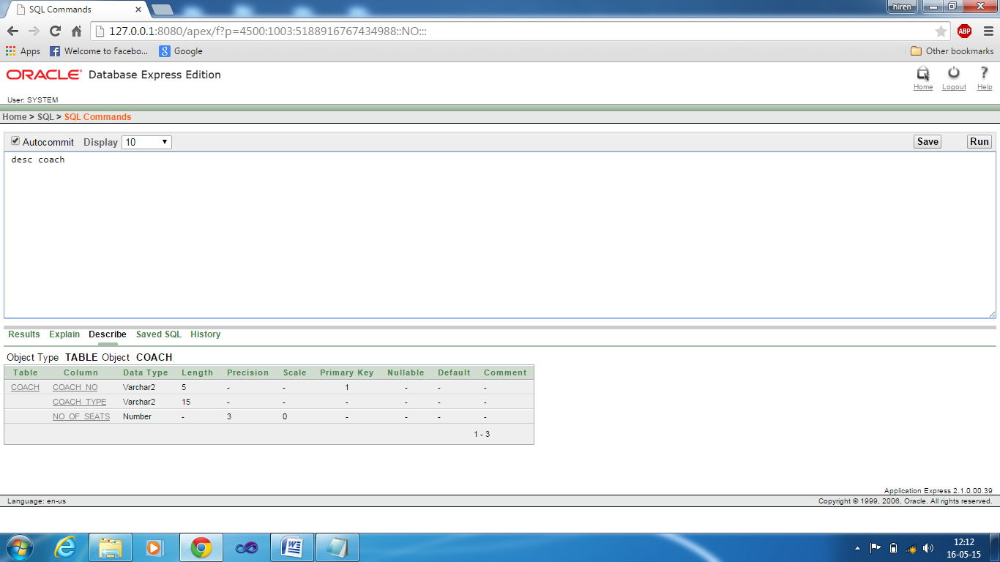 SQL Commands
hiren
127.0.0.1:8080/apex/f?p=4500:1003:5188916767434988::NO:::
ABP
Apps Welcome to Facebo... Google Other bookmarks
ORACLE Database Express Edition
Home Logout Help
User: SYSTEM
Home > SQL > SQL Commands
Autocommit Display 10 Save Run
desc coach
Results Explain Describe Saved SQL History
Object Type TABLE Object COACH
Table Column Data Type Length Precision Scale Primary Key Nullable Default Comment
COACH COACH_NO Varchar2 5 - - 1 - - -
COACH_TYPE Varchar2 15 - - - - - -
NO_OF_SEATS Number - 3 0 - - - -
1 - 3
Application Express 2.1.0.00.39
Language: en-us Copyright © 1999, 2006, Oracle. All rights reserved.
12:12
16-05-15